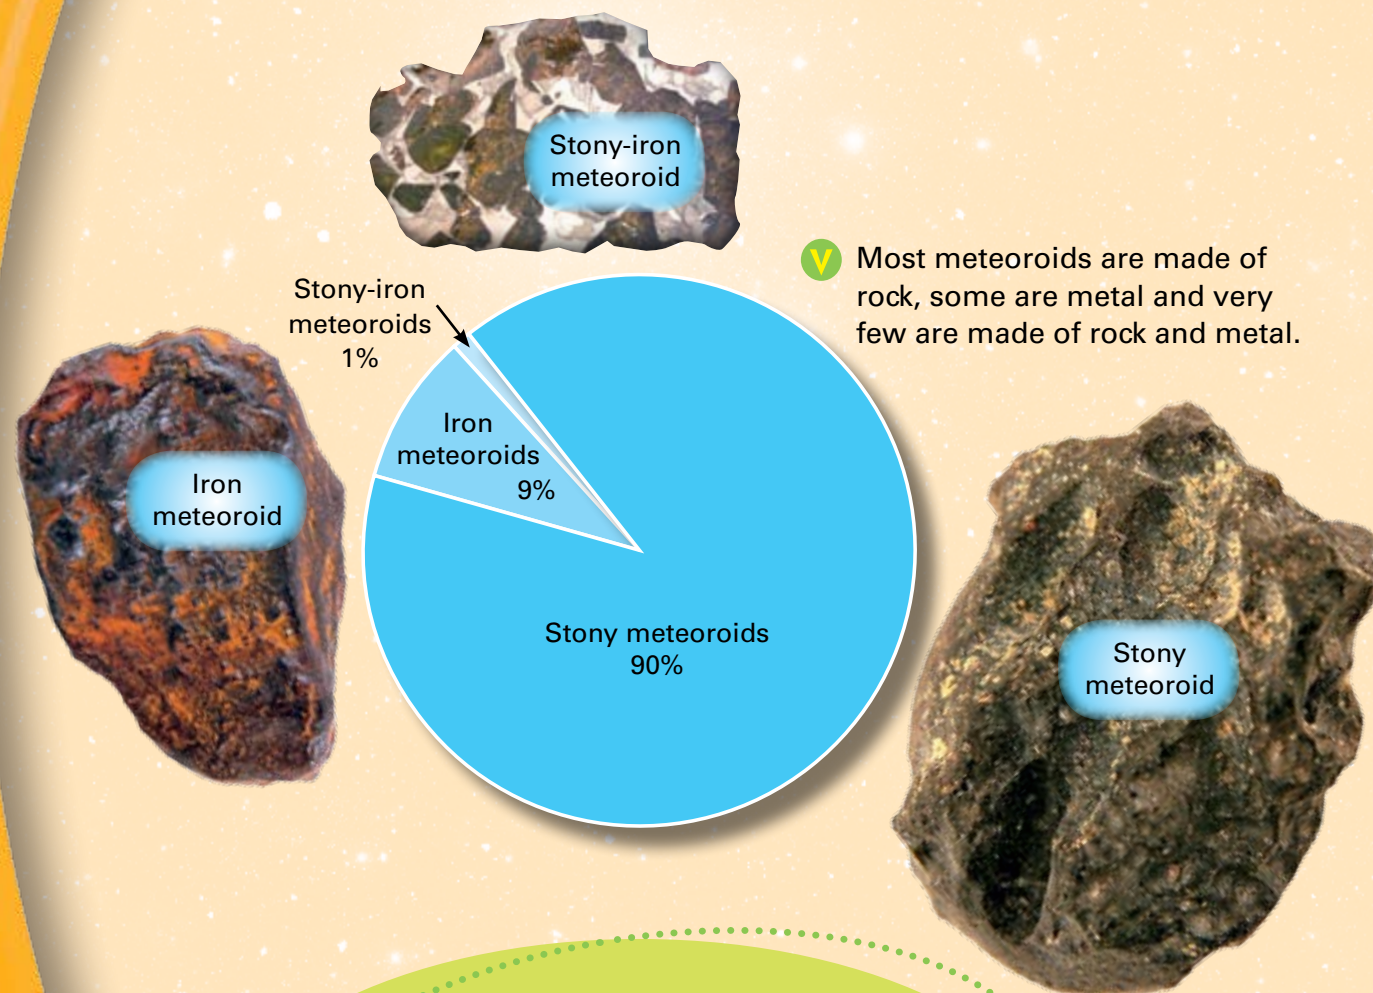 Stony-iron
meteoroid
V
Most meteoroids are made of
rock, some are metal and very
few are made of rock and metal.
Stony-iron
meteoroids
1%
Iron
meteoroids
9%
Iron
meteoroid
Stony meteoroids
90%
Stony
meteoroid